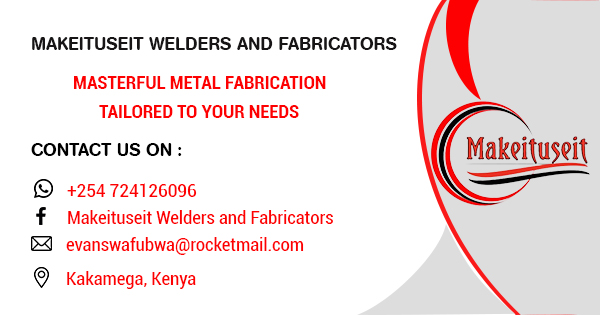 MAKEITUSEIT WELDERS AND FABRICATORS
MASTERFUL METAL FABRICATION
TAILORED TO YOUR NEEDS
CONTACT US ON :
+254 724126096
Makeituseit Welders and Fabricators
evanswafubwa@rocketmail.com
Kakamega, Kenya
Makeituseit